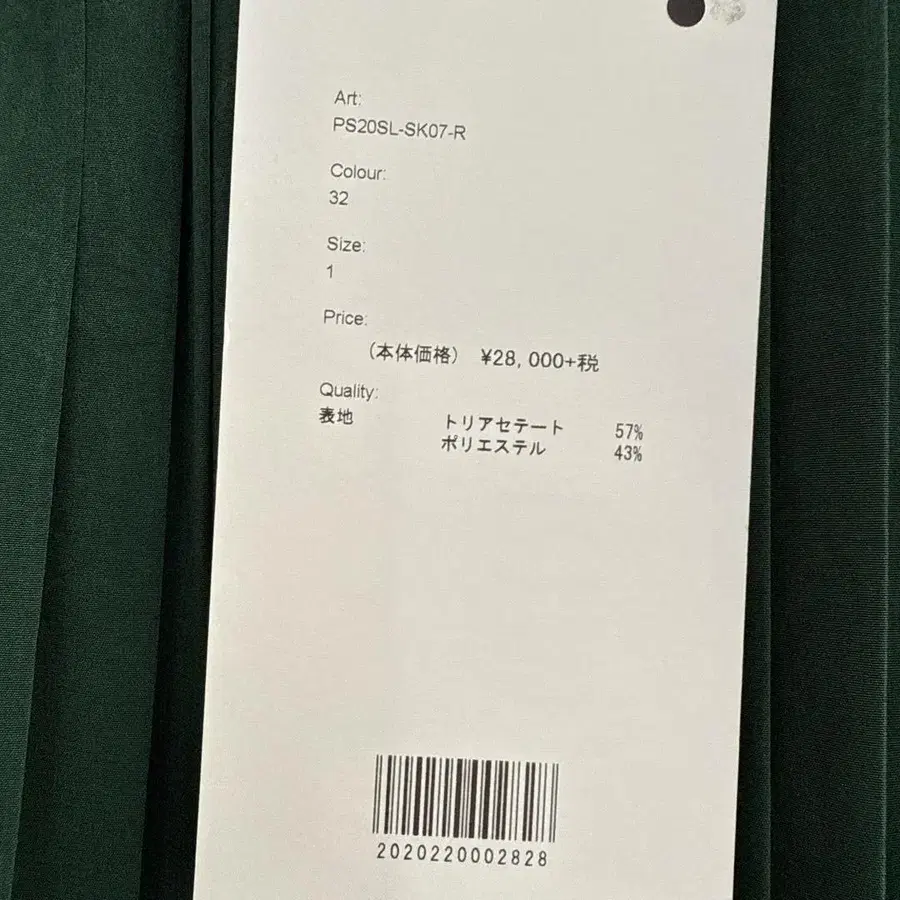 Art:
PS20SL-SK07-R
Colour:
32
Size:
1
Price:
（本体価格） ¥28,000+税
Quality:
表地 トリアセテート 57%
ポリエステル 43%
2020220002828